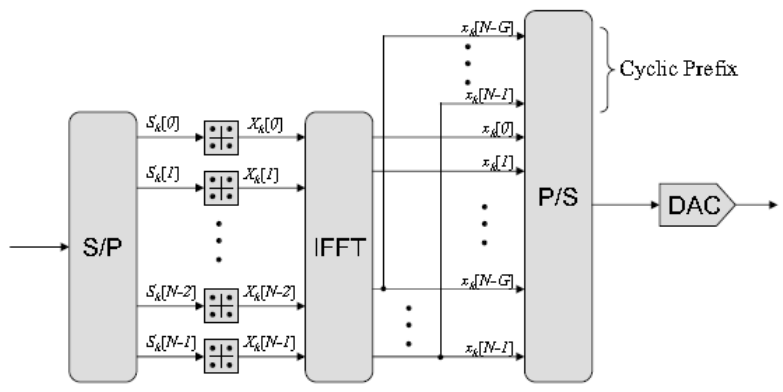 x_k[N-G]
Cyclic Prefix
x_k[N-1]
S_k[0] X_k[0] x_k[0]
S_k[1] X_k[1] x_k[1]
S/P IFFT P/S DAC
S_k[N-2] X_k[N-2] x_k[N-G]
S_k[N-1] X_k[N-1] x_k[N-1]